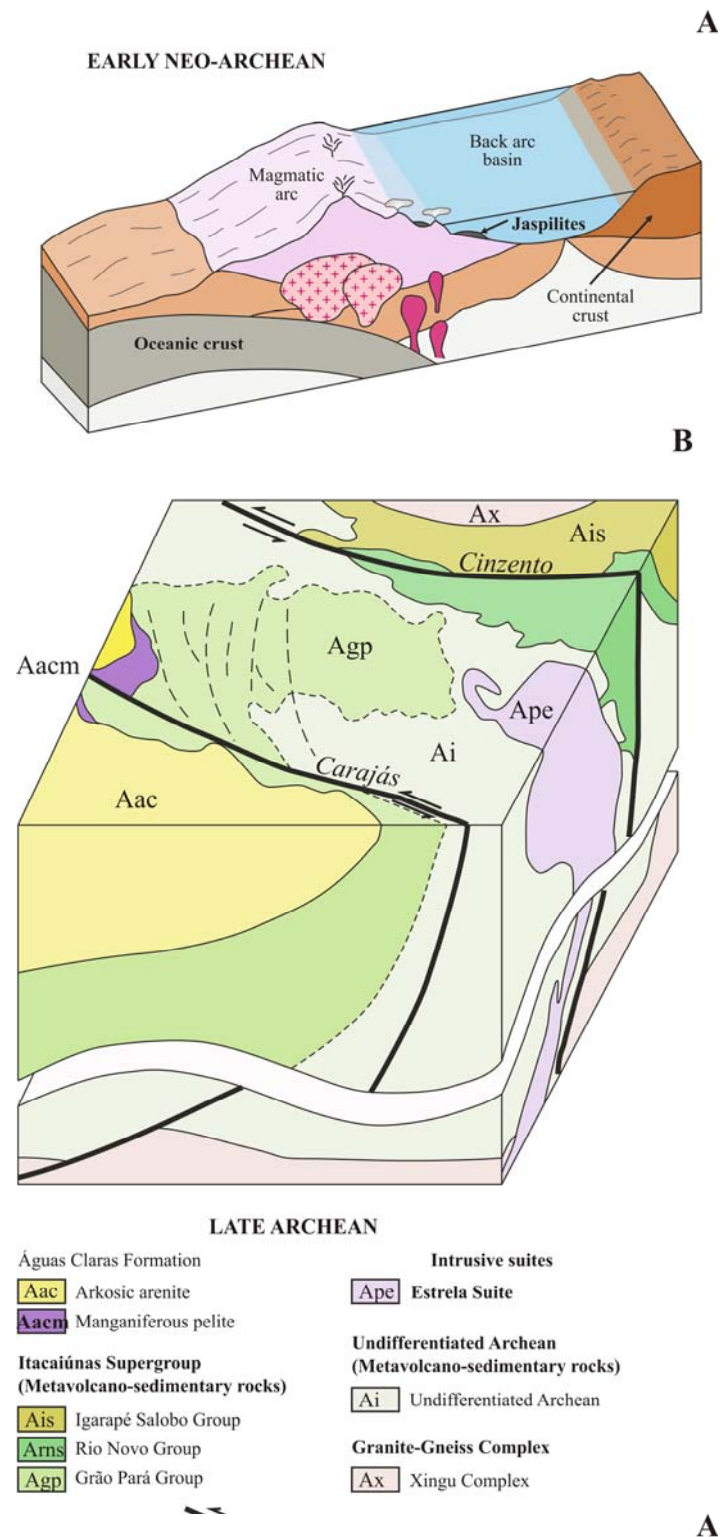 A
EARLY NEO-ARCHEAN
Magmatic
arc
Back arc
basin
Jaspilites
Continental
crust
Oceanic crust
B
Ax
Ais
Cinzento
Agp
Aacm
Ape
Ai
Carajás
Aac
LATE ARCHEAN
Águas Claras Formation
Aac Arkosic arenite
Aacm Manganiferous pelite
Itacaiúnas Supergroup
(Metavolcano-sedimentary rocks)
Ais Igarapé Salobo Group
Arns Rio Novo Group
Agp Grão Pará Group
Intrusive suites
Ape Estrela Suite
Undifferentiated Archean
(Metavolcano-sedimentary rocks)
Ai Undifferentiated Archean
Granite-Gneiss Complex
Ax Xingu Complex
A